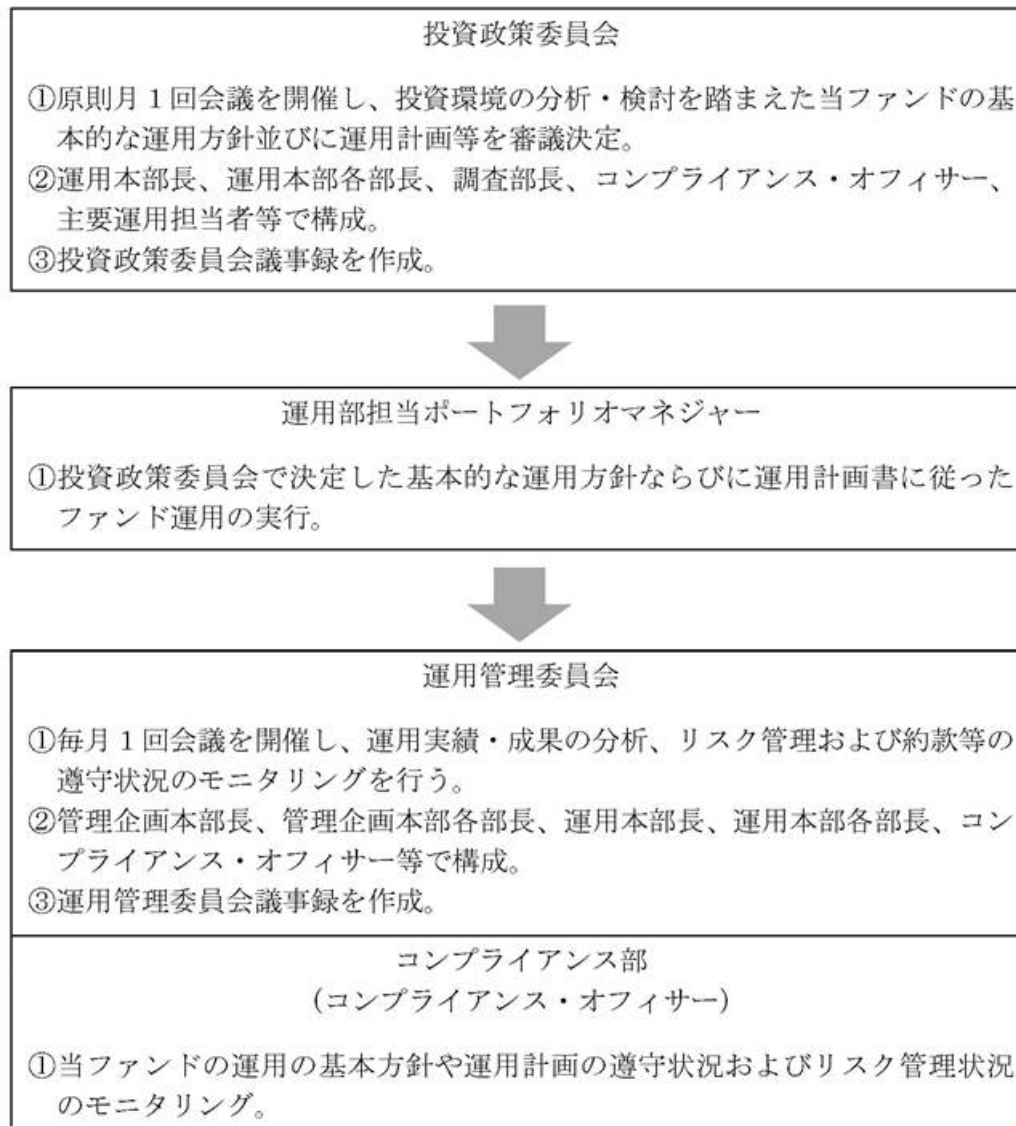 投資政策委員会
①原則月１回会議を開催し、投資環境の分析・検討を踏まえた当ファンドの基
本的な運用方針並びに運用計画等を審議決定。
②運用本部長、運用本部各部長、調査部長、コンプライアンス・オフィサー、
主要運用担当者等で構成。
③投資政策委員会議事録を作成。
運用部担当ポートフォリオマネジャー
①投資政策委員会で決定した基本的な運用方針ならびに運用計画書に従った
ファンド運用の実行。
運用管理委員会
①毎月１回会議を開催し、運用実績・成果の分析、リスク管理および約款等の
遵守状況のモニタリングを行う。
②管理企画本部長、管理企画本部各部長、運用本部長、運用本部各部長、コン
プライアンス・オフィサー等で構成。
③運用管理委員会議事録を作成。
コンプライアンス部
（コンプライアンス・オフィサー）
①当ファンドの運用の基本方針や運用計画の遵守状況およびリスク管理状況
のモニタリング。